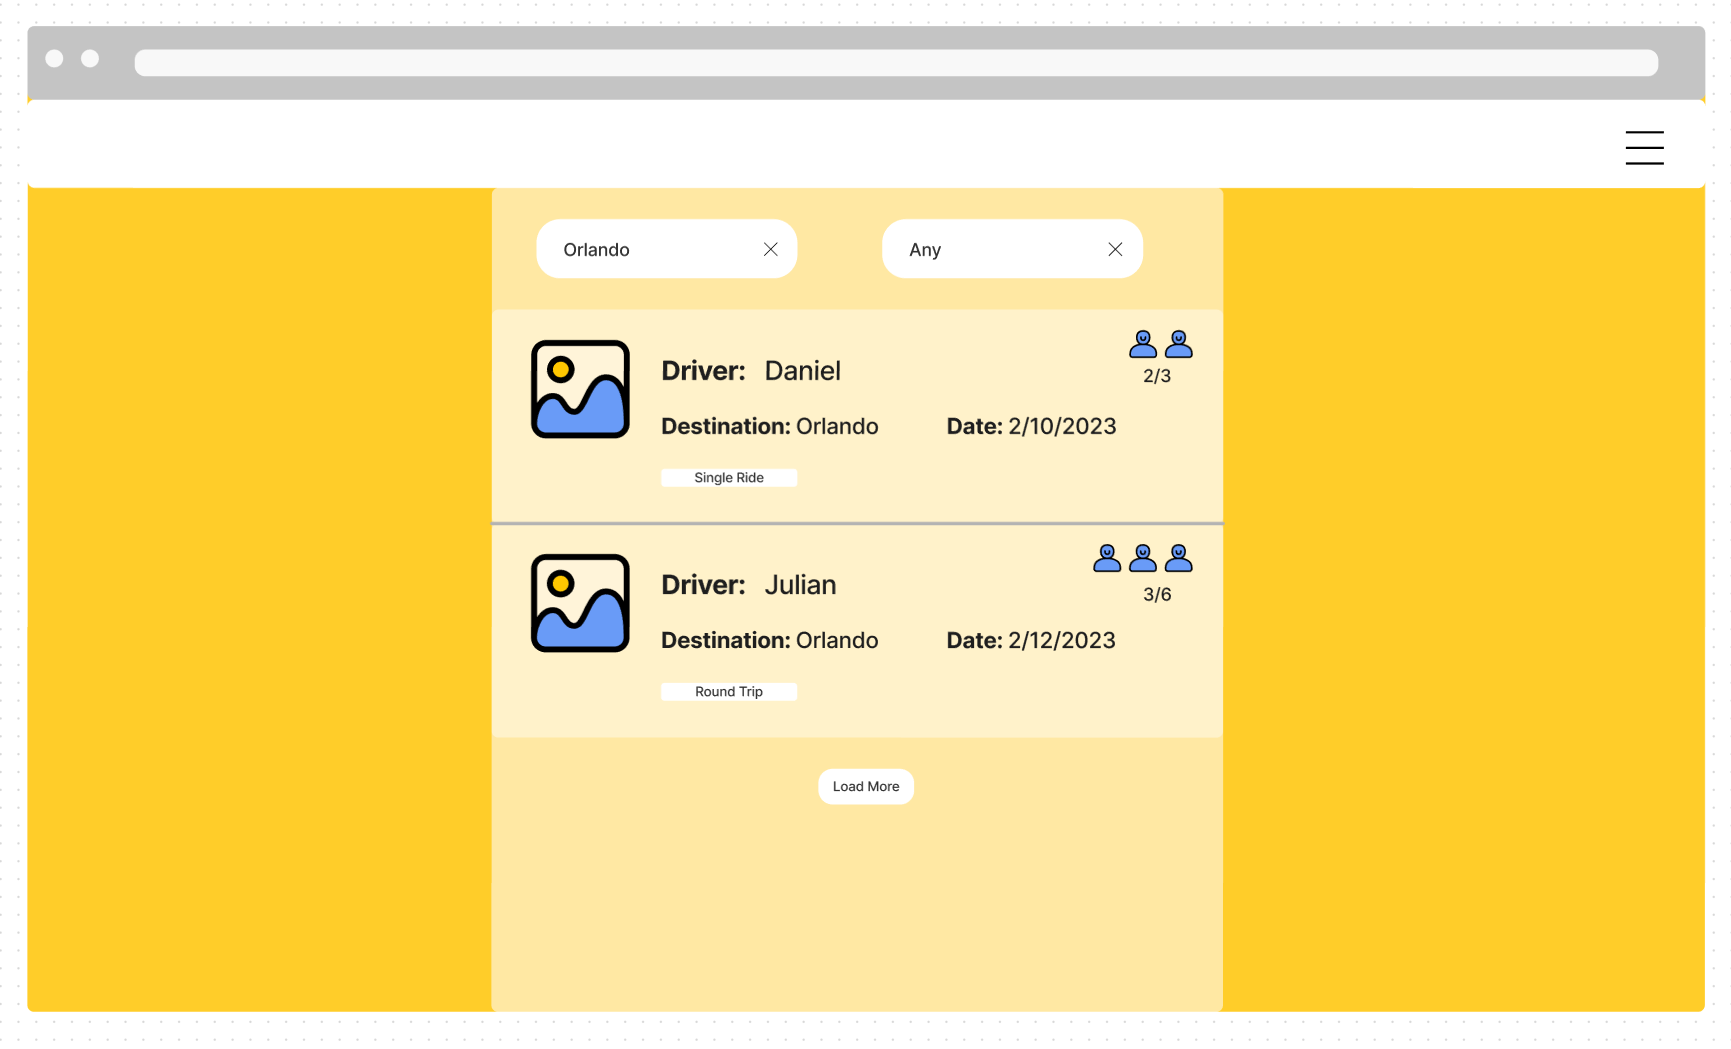 Orlando
Any
Driver: Daniel
2/3
Destination: Orlando Date: 2/10/2023
Single Ride
Driver: Julian
3/6
Destination: Orlando Date: 2/12/2023
Round Trip
Load More